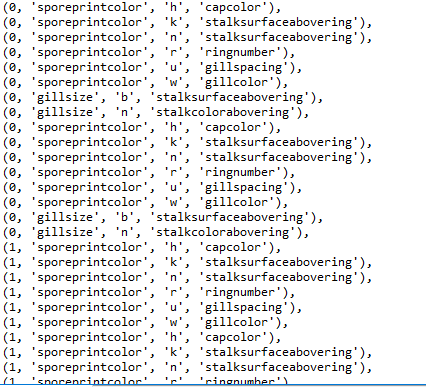 (0, 'sporeprintcolor', 'h', 'capcolor'),
(0, 'sporeprintcolor', 'k', 'stalksurfaceabovering'),
(0, 'sporeprintcolor', 'n', 'stalksurfaceabovering'),
(0, 'sporeprintcolor', 'r', 'ringnumber'),
(0, 'sporeprintcolor', 'u', 'gillspacing'),
(0, 'sporeprintcolor', 'w', 'gillcolor'),
(0, 'gillsize', 'b', 'stalksurfaceabovering'),
(0, 'gillsize', 'n', 'stalkcolorabovering'),
(0, 'sporeprintcolor', 'h', 'capcolor'),
(0, 'sporeprintcolor', 'k', 'stalksurfaceabovering'),
(0, 'sporeprintcolor', 'n', 'stalksurfaceabovering'),
(0, 'sporeprintcolor', 'r', 'ringnumber'),
(0, 'sporeprintcolor', 'u', 'gillspacing'),
(0, 'sporeprintcolor', 'w', 'gillcolor'),
(0, 'gillsize', 'b', 'stalksurfaceabovering'),
(0, 'gillsize', 'n', 'stalkcolorabovering'),
(1, 'sporeprintcolor', 'h', 'capcolor'),
(1, 'sporeprintcolor', 'k', 'stalksurfaceabovering'),
(1, 'sporeprintcolor', 'n', 'stalksurfaceabovering'),
(1, 'sporeprintcolor', 'r', 'ringnumber'),
(1, 'sporeprintcolor', 'u', 'gillspacing'),
(1, 'sporeprintcolor', 'w', 'gillcolor'),
(1, 'sporeprintcolor', 'h', 'capcolor'),
(1, 'sporeprintcolor', 'k', 'stalksurfaceabovering'),
(1, 'sporeprintcolor', 'n', 'stalksurfaceabovering'),
(1, 'sporeprintcolor', 'r', 'ringnumber'),